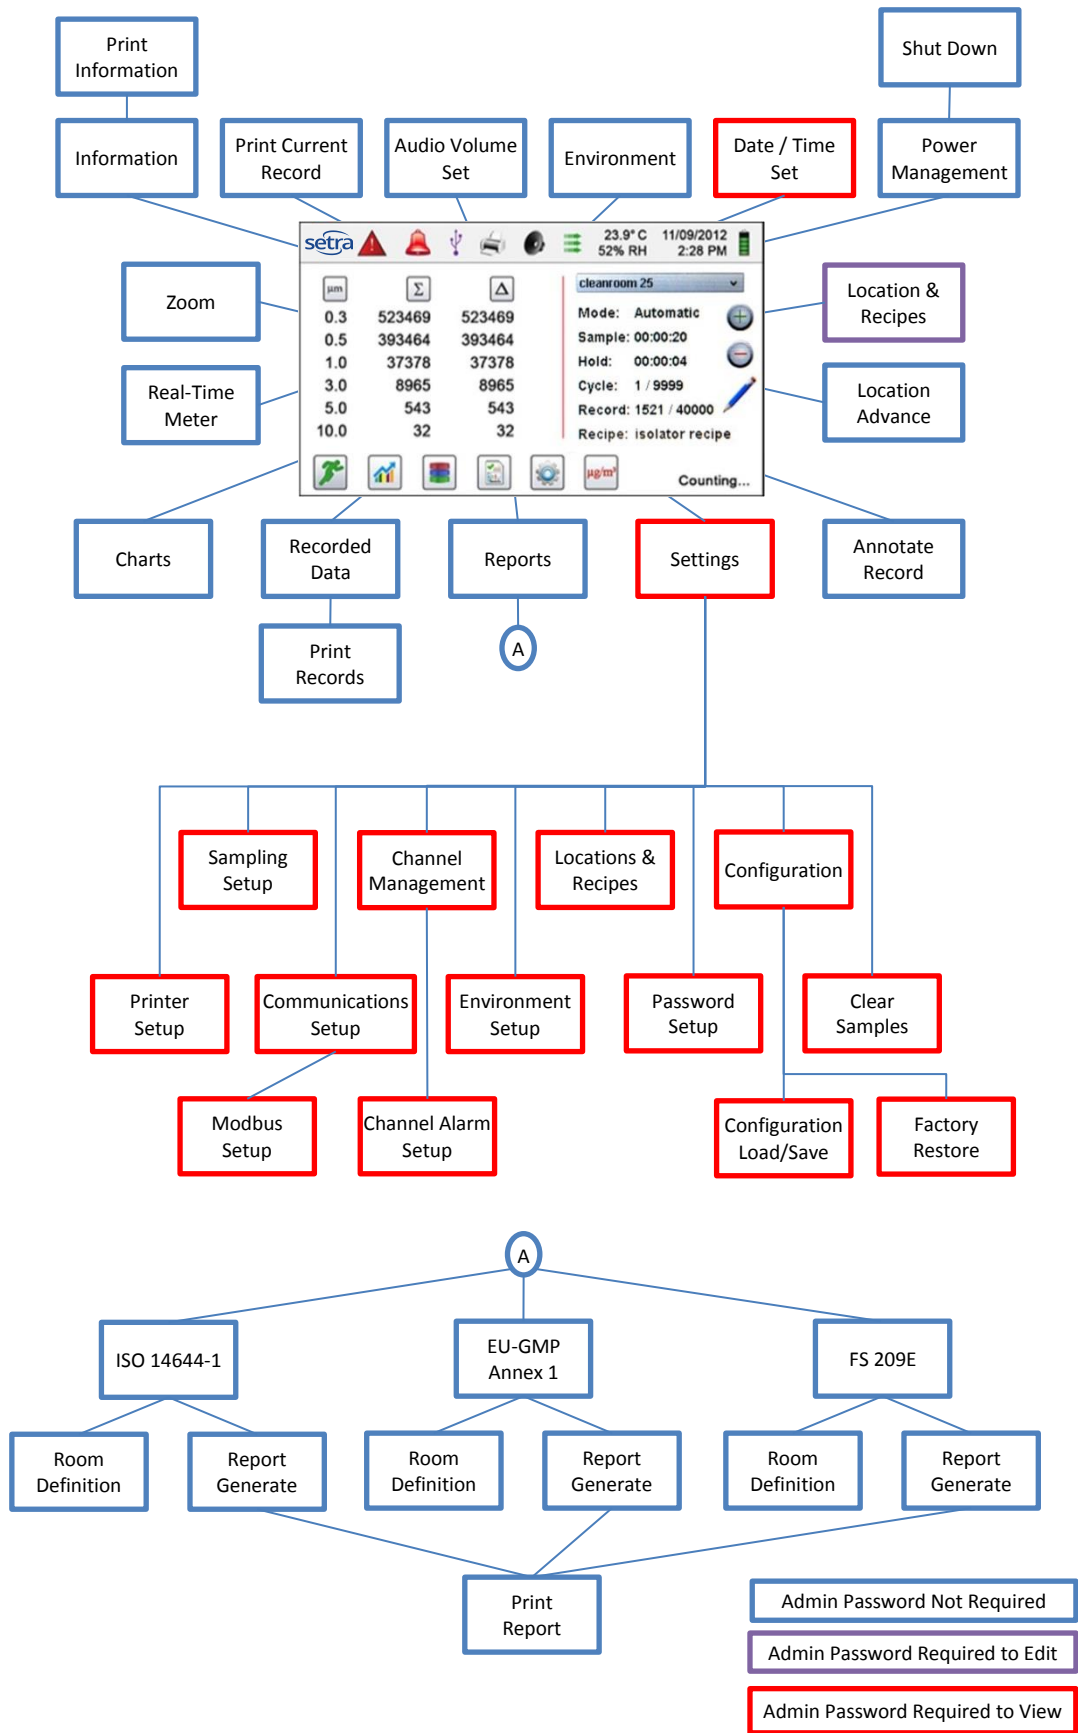 Print
Information
Shut Down
Information
Print Current
Record
Audio Volume
Set
Environment
Date / Time
Set
Power
Management
setra
23.9° C
52% RH
11/09/2012
2:28 PM
Zoom
Real-Time
Meter
µm Σ Δ
0.3 523469 523469
0.5 393464 393464
1.0 37378 37378
3.0 8965 8965
5.0 543 543
10.0 32 32
cleanroom 25
Mode: Automatic
Sample: 00:00:20
Hold: 00:00:04
Cycle: 1 / 9999
Record: 1521 / 40000
Recipe: isolator recipe
µg/m³
Counting...
Location &
Recipes
Location
Advance
Charts
Recorded
Data
Reports
Settings
Annotate
Record
Print
Records
A
Sampling
Setup
Channel
Management
Locations &
Recipes
Configuration
Printer
Setup
Communications
Setup
Environment
Setup
Password
Setup
Clear
Samples
Modbus
Setup
Channel Alarm
Setup
Configuration
Load/Save
Factory
Restore
A
ISO 14644-1
EU-GMP
Annex 1
FS 209E
Room
Definition
Report
Generate
Room
Definition
Report
Generate
Room
Definition
Report
Generate
Print
Report
Admin Password Not Required
Admin Password Required to Edit
Admin Password Required to View